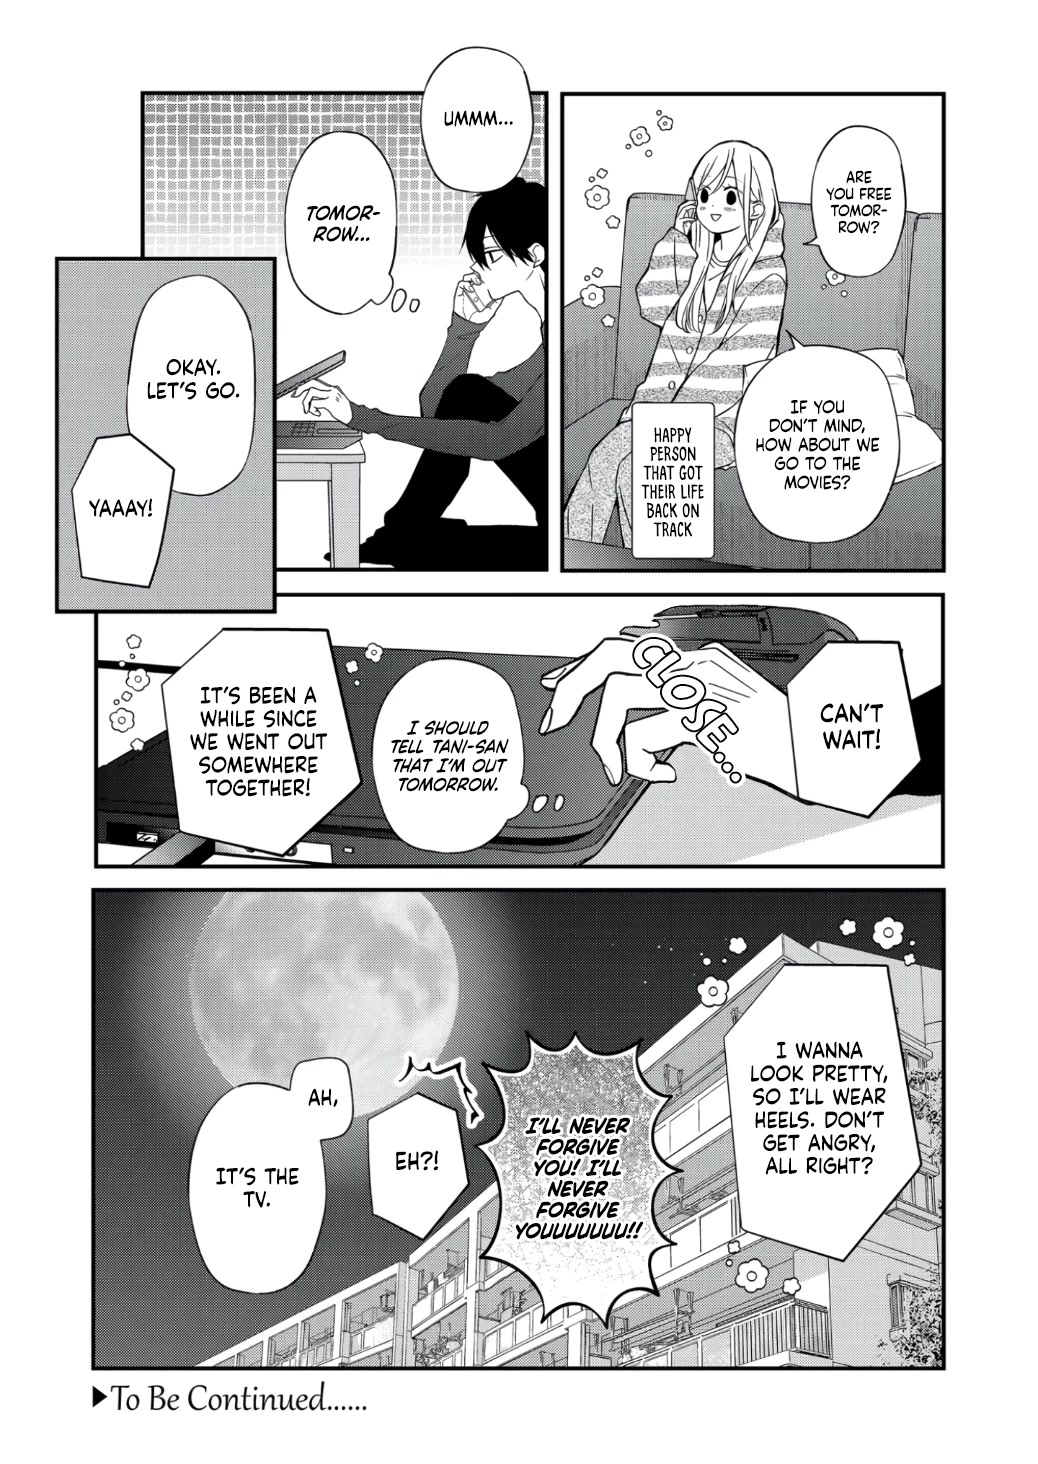 ARE
YOU FREE
TOMOR-
ROW?
IF YOU
DON'T MIND,
HOW ABOUT WE
GO TO THE
MOVIES?
HAPPY
PERSON
THAT GOT
THEIR LIFE
BACK ON
TRACK
UMMM...
TOMOR-
ROW...
OKAY.
LET'S GO.
YAAAY!
CAN'T
WAIT!
CLOSE...
I SHOULD
TELL TANI-SAN
THAT I'M OUT
TOMORROW.
IT'S BEEN A
WHILE SINCE
WE WENT OUT
SOMEWHERE
TOGETHER!
I WANNA
LOOK PRETTY,
SO I'LL WEAR
HEELS. DON'T
GET ANGRY,
ALL RIGHT?
I'LL NEVER
FORGIVE
YOU! I'LL
NEVER
FORGIVE
YOUUUUUUU!!
EH?!
AH,
IT'S THE
TV.
To Be Continued......